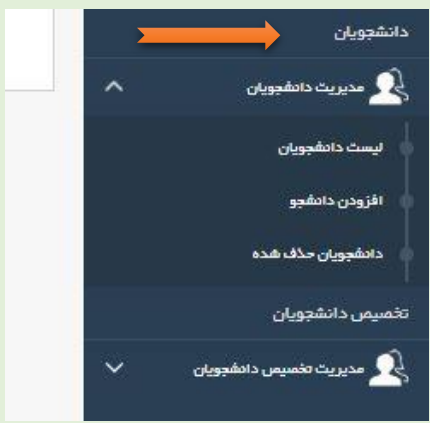 دانشجویان
مدیریت دانشجویان
لیست دانشجویان
افزودن دانشجو
دانشجویان حذف شده
تخصیص دانشجویان
مدیریت تخصیص دانشجویان